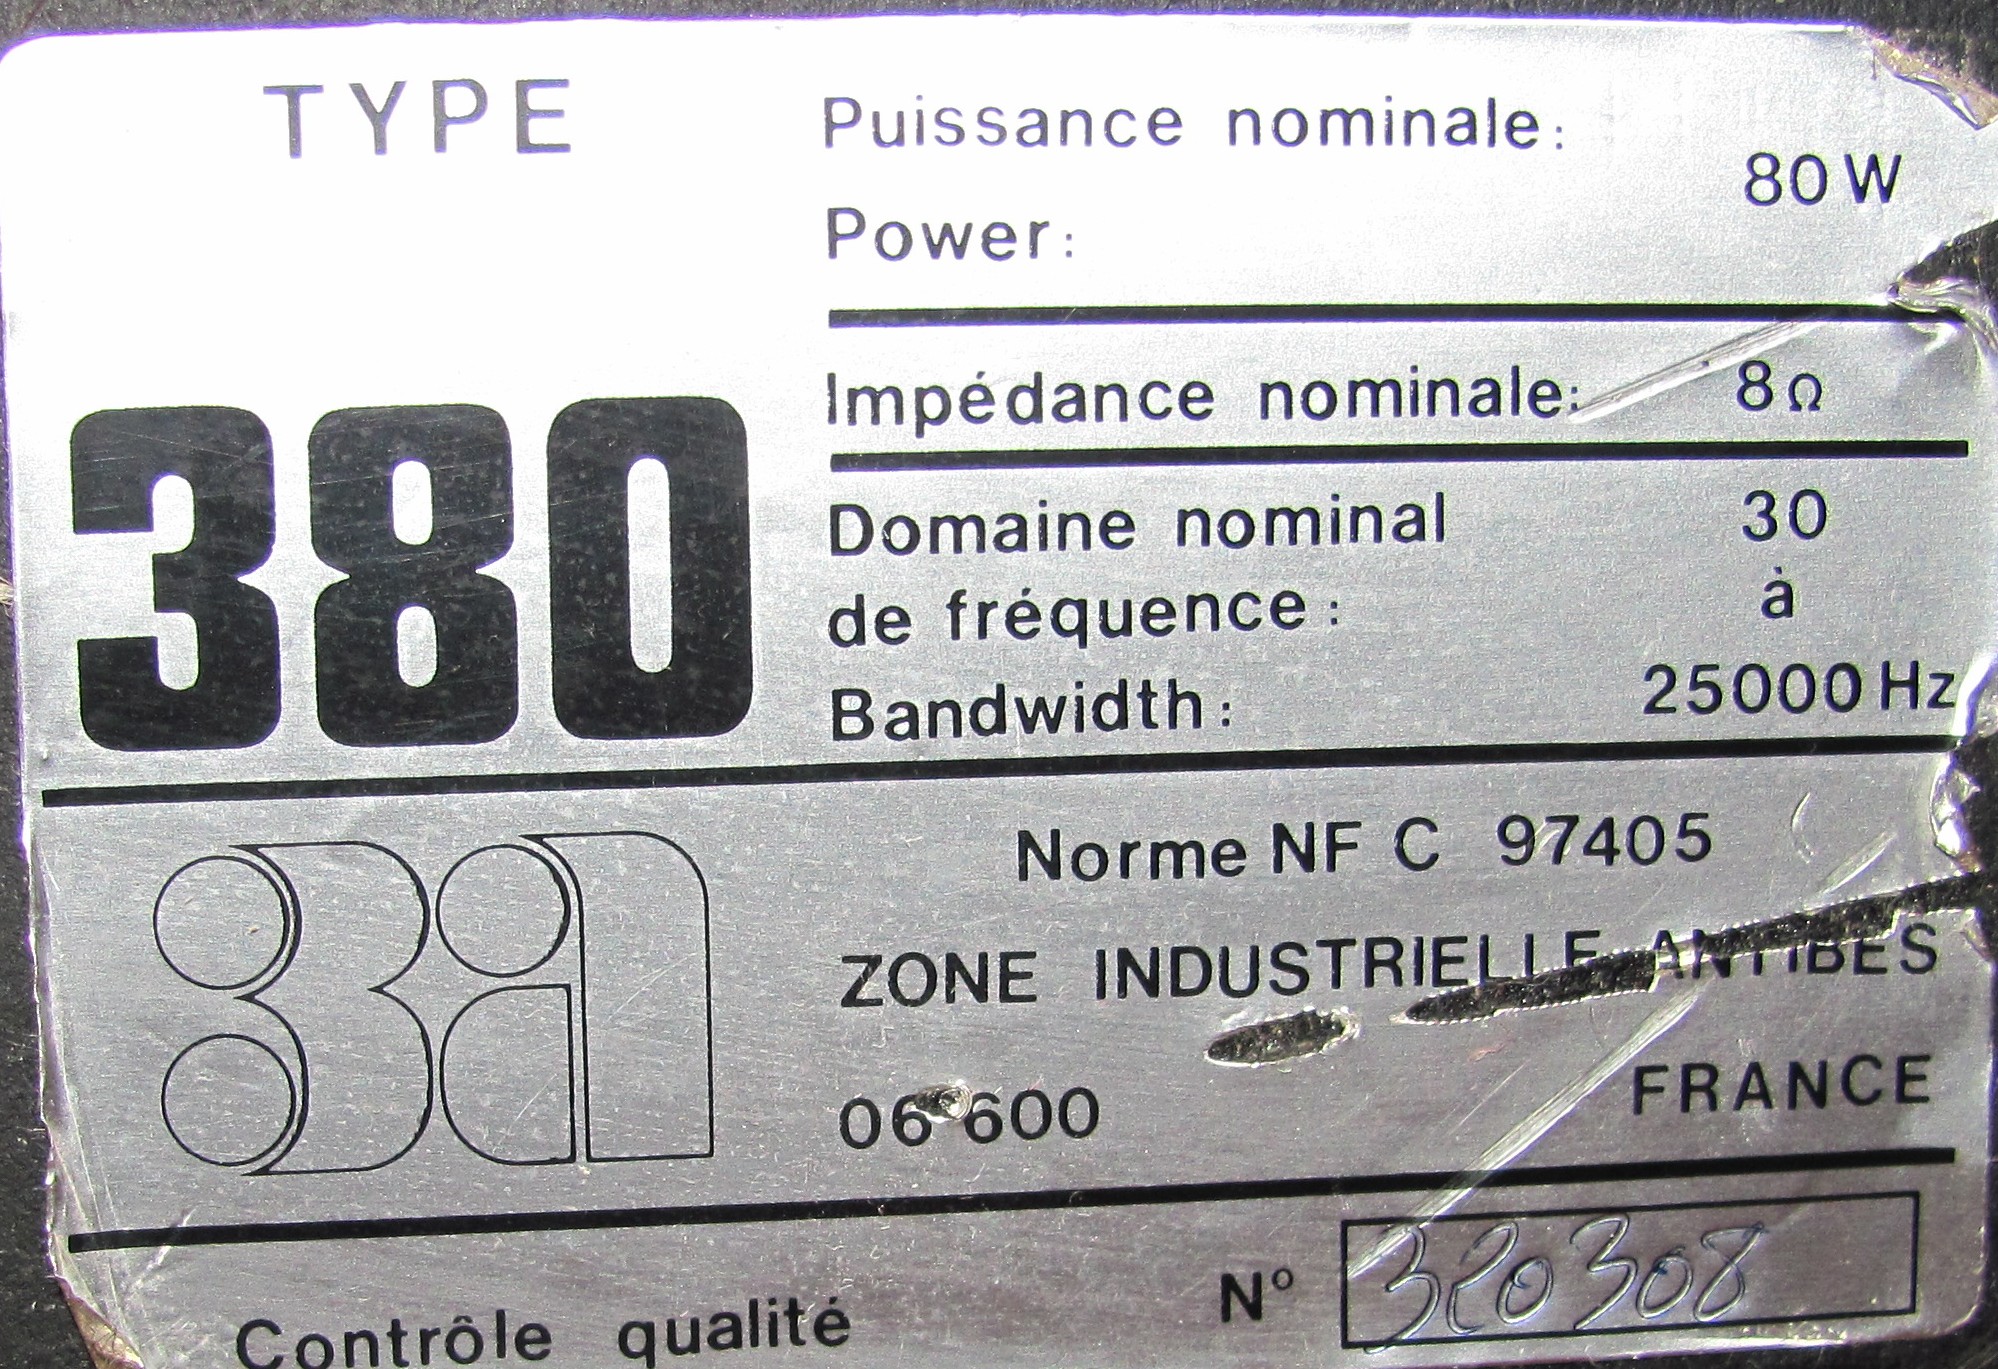 TYPE
380
Puissance nominale:
Power:
80 W
Impédance nominale: 8 Ω
Domaine nominal
de fréquence:
Bandwidth:
30
à
25000 Hz
3a
Norme NF C 97405
ZONE INDUSTRIELLE ANTIBES
06 600 FRANCE
Contrôle qualité N° 320308